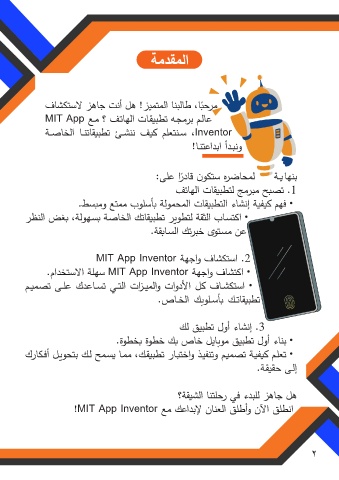 المقدمة
مرحبًا، طالبنا المتميز! هل أنت جاهز لاستكشاف
عالم برمجه تطبيقات الهاتف ؟ مع MIT App
Inventor، سنتعلم كيف ننشئ تطبيقاتنا الخاصة
ونبدأ ابداعتنا!
بنهاية لمحاضره ستكون قادرًا على:
1. تصبح مبرمج لتطبيقات الهاتف
• فهم كيفية إنشاء التطبيقات المحمولة بأسلوب ممتع ومبسط.
• اكتساب الثقة لتطوير تطبيقاتك الخاصة بسهولة، بغض النظر
عن مستوى خبرتك السابقة.
2. استكشاف واجهة MIT App Inventor
• اكتشاف واجهة MIT App Inventor سهلة الاستخدام.
• استكشاف كل الأدوات والميزات التي تساعدك على تصميم
تطبيقاتك بأسلوبك الخاص.
3. إنشاء أول تطبيق لك
• بناء أول تطبيق موبايل خاص بك خطوة بخطوة.
• تعلم كيفية تصميم وتنفيذ واختبار تطبيقك، مما يسمح لك بتحويل أفكارك
إلى حقيقة.
هل جاهز للبدء في رحلتنا الشيقة؟
انطلق الآن وأطلق العنان لإبداعك مع MIT App Inventor!
٢